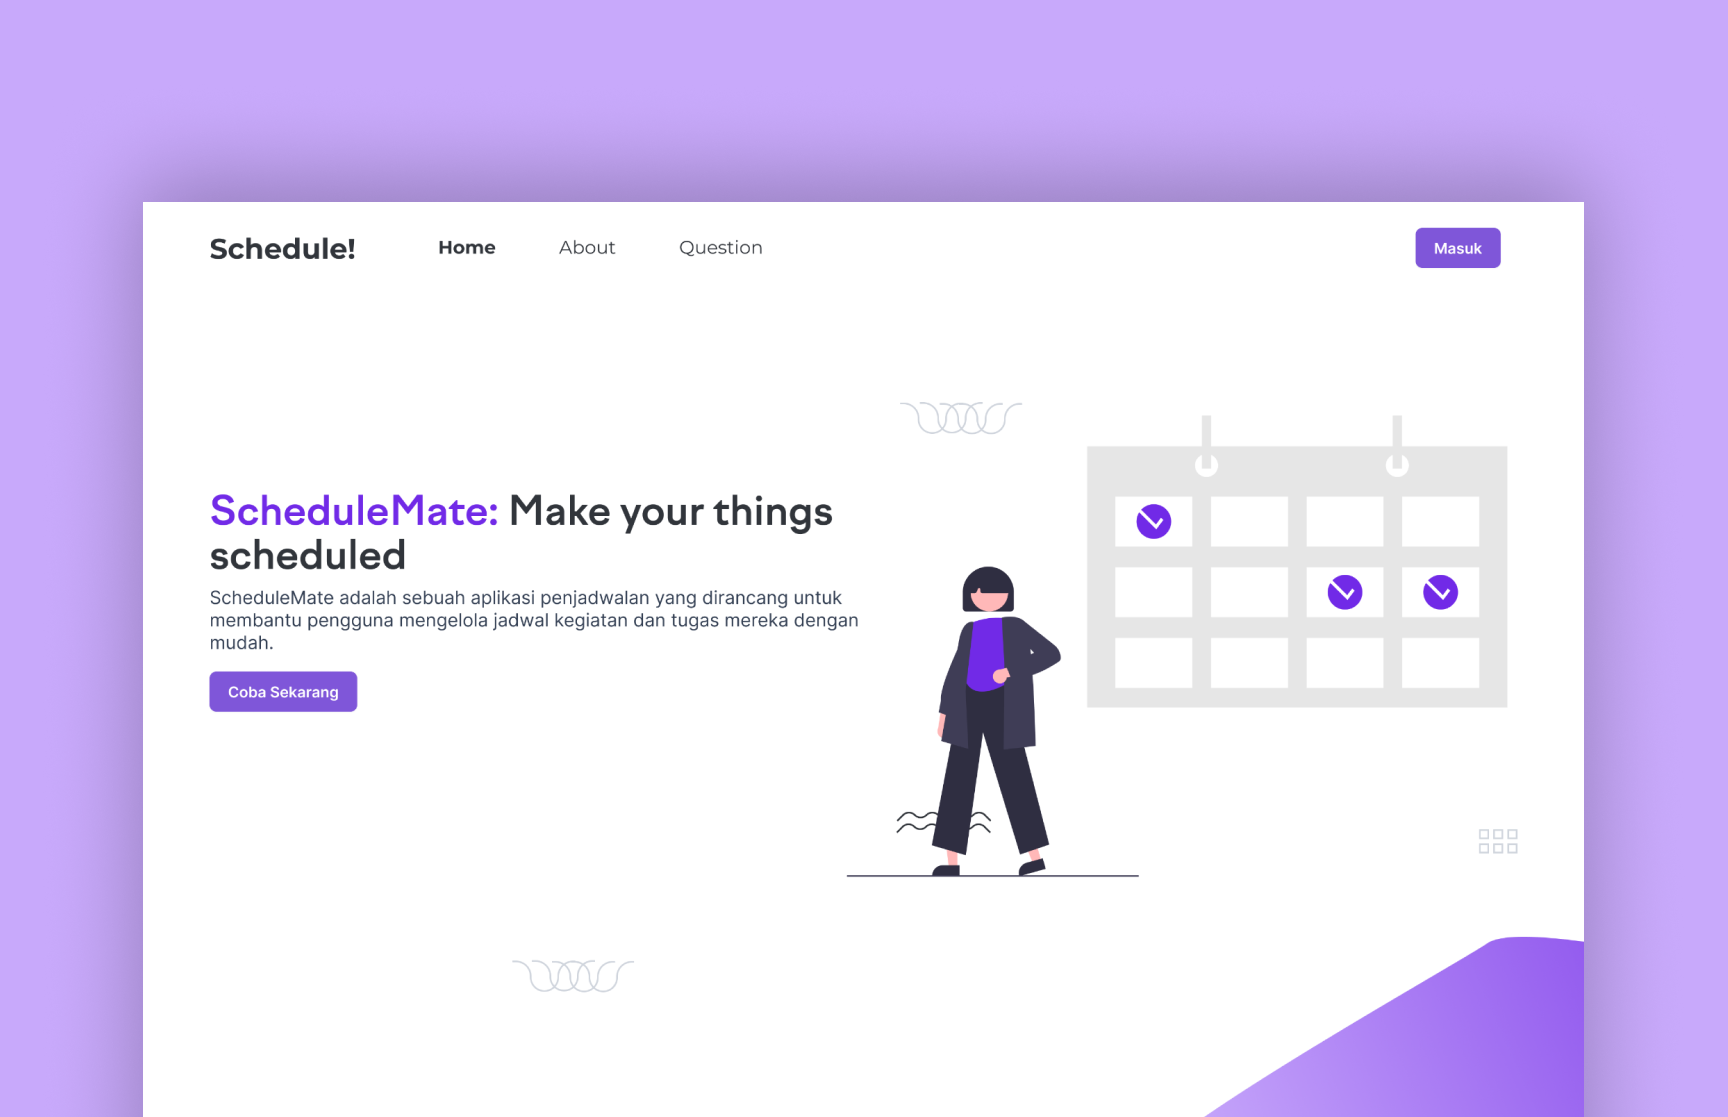 Schedule!
Home
About
Question
Masuk
ScheduleMate: Make your things
scheduled
ScheduleMate adalah sebuah aplikasi penjadwalan yang dirancang untuk
membantu pengguna mengelola jadwal kegiatan dan tugas mereka dengan
mudah.
Coba Sekarang